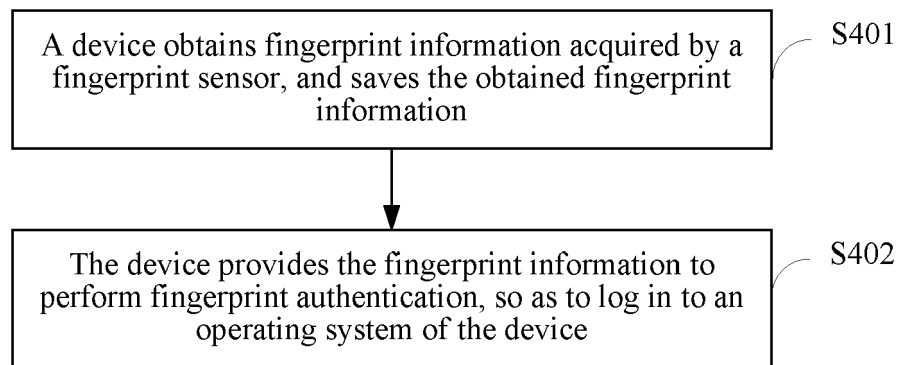 A device obtains fingerprint information acquired by a
fingerprint sensor, and saves the obtained fingerprint
information
S401
The device provides the fingerprint information to
perform fingerprint authentication, so as to log in to an
operating system of the device
S402